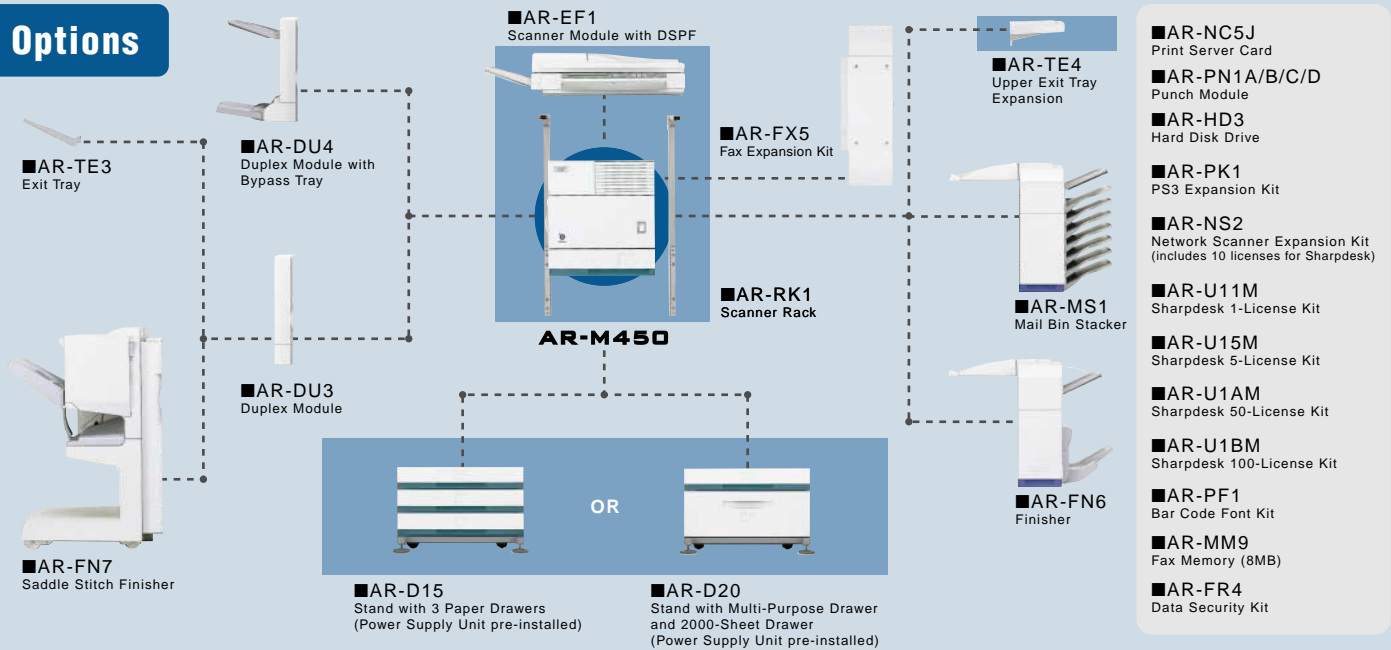 Options
■AR-EF1
Scanner Module with DSPF
■AR-TE3
Exit Tray
■AR-DU4
Duplex Module with
Bypass Tray
■AR-FX5
Fax Expansion Kit
■AR-TE4
Upper Exit Tray
Expansion
■AR-RK1
Scanner Rack
AR-M450
■AR-MS1
Mail Bin Stacker
■AR-DU3
Duplex Module
■AR-FN7
Saddle Stitch Finisher
OR
■AR-D15
Stand with 3 Paper Drawers
(Power Supply Unit pre-installed)
■AR-D20
Stand with Multi-Purpose Drawer
and 2000-Sheet Drawer
(Power Supply Unit pre-installed)
■AR-FN6
Finisher
■AR-NC5J
Print Server Card
■AR-PN1A/B/C/D
Punch Module
■AR-HD3
Hard Disk Drive
■AR-PK1
PS3 Expansion Kit
■AR-NS2
Network Scanner Expansion Kit
(includes 10 licenses for Sharpdesk)
■AR-U11M
Sharpdesk 1-License Kit
■AR-U15M
Sharpdesk 5-License Kit
■AR-U1AM
Sharpdesk 50-License Kit
■AR-U1BM
Sharpdesk 100-License Kit
■AR-PF1
Bar Code Font Kit
■AR-MM9
Fax Memory (8MB)
■AR-FR4
Data Security Kit